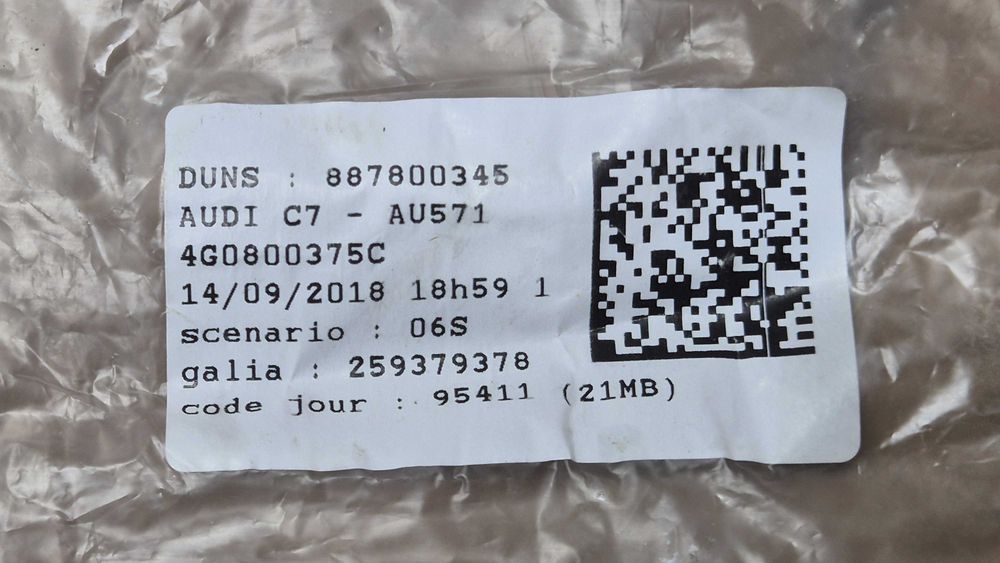 DUNS : 887800345
AUDI C7 - AU571
4G0800375C
14/09/2018 18h59 1
scenario : 06S
galia : 259379378
code jour : 95411 (21MB)